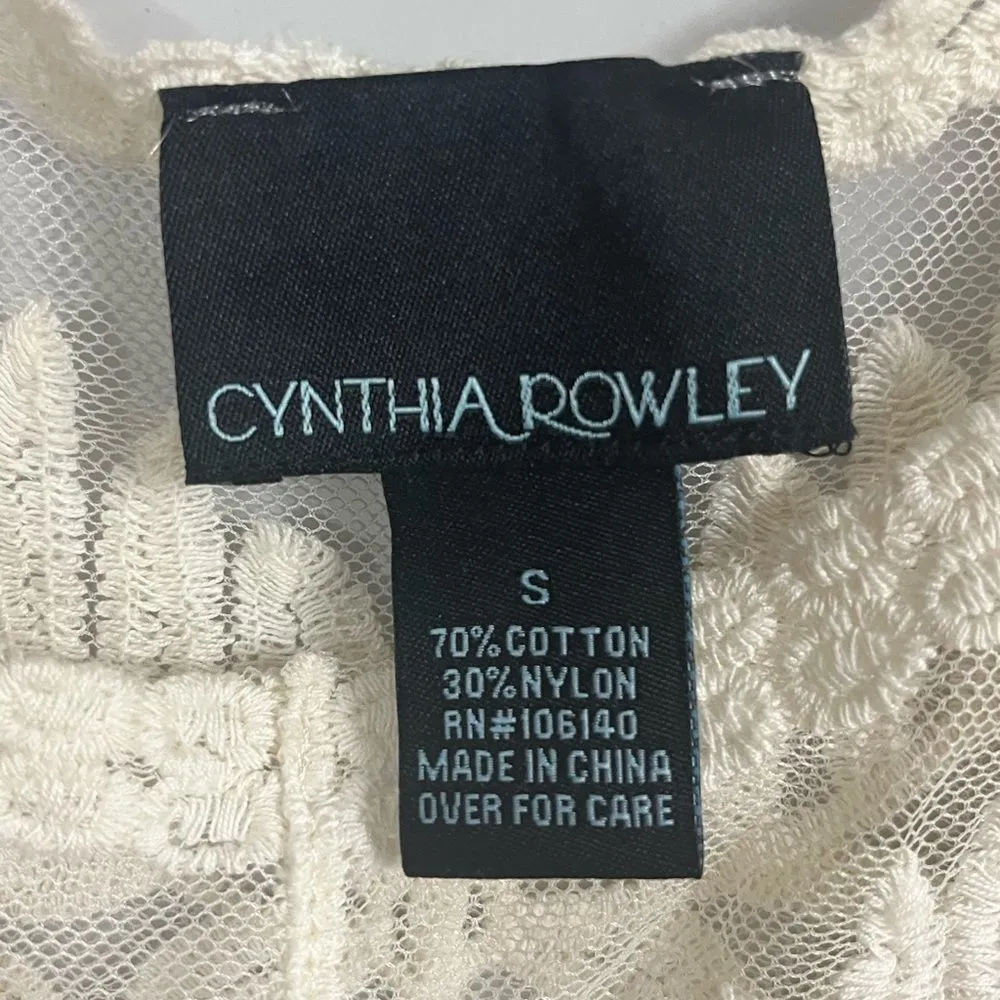 CYNTHIA ROWLEY
S
70% COTTON
30% NYLON
RN#106140
MADE IN CHINA
OVER FOR CARE